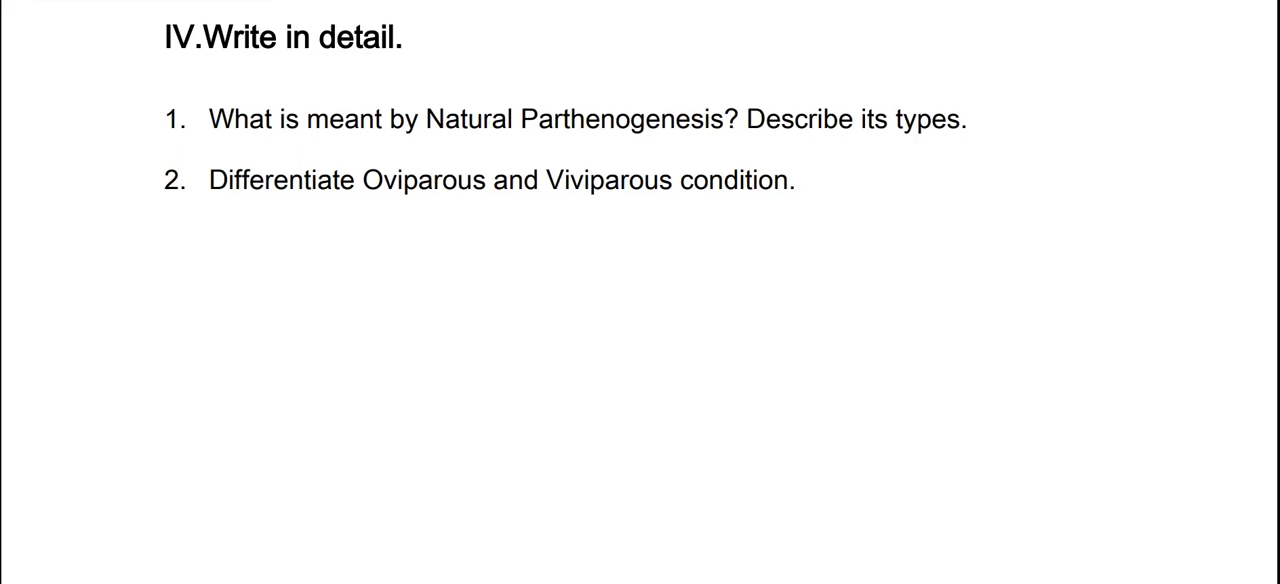 IV.Write in detail.
1. What is meant by Natural Parthenogenesis? Describe its types.
2. Differentiate Oviparous and Viviparous condition.